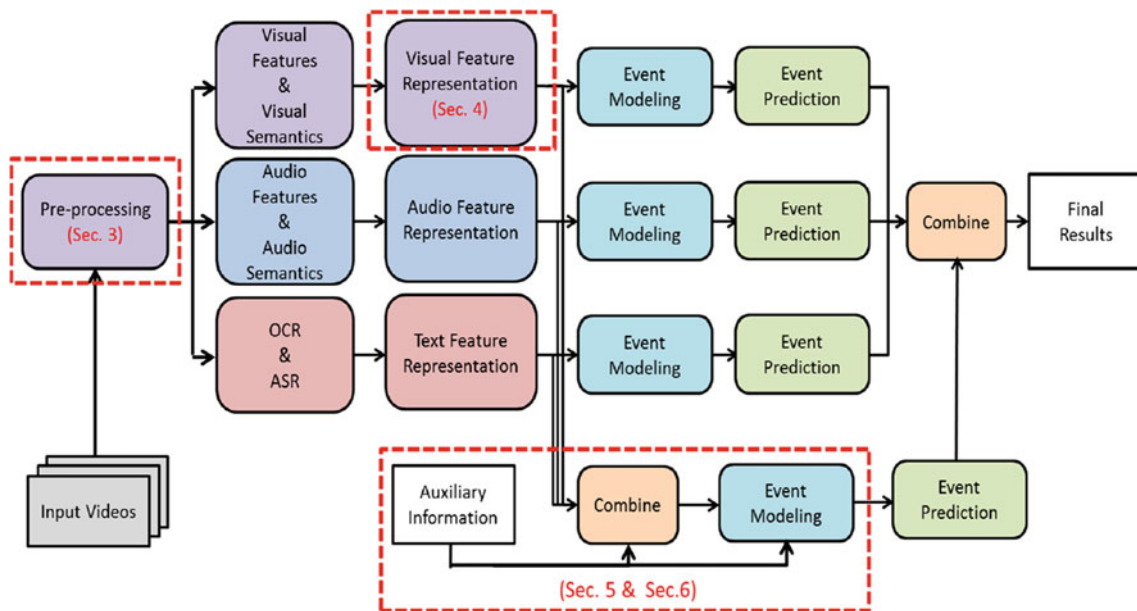 Visual
Features
&
Visual
Semantics
Visual Feature
Representation
(Sec. 4)
Event
Modeling
Event
Prediction
Pre-processing
(Sec. 3)
Audio
Features
&
Audio
Semantics
Audio Feature
Representation
Event
Modeling
Event
Prediction
Combine
Final
Results
OCR
&
ASR
Text Feature
Representation
Event
Modeling
Event
Prediction
Input Videos
Auxiliary
Information
Combine
Event
Modeling
Event
Prediction
(Sec. 5 & Sec.6)